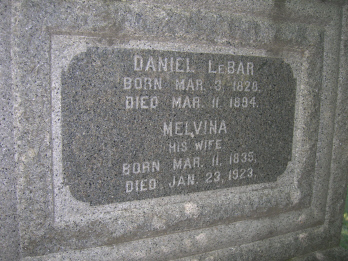 DANIEL LEBAR
BORN MAR. 3, 1828.
DIED MAR. 11, 1894.
MELVINA
HIS WIFE
BORN MAR. 11, 1835,
DIED JAN. 23, 1923.